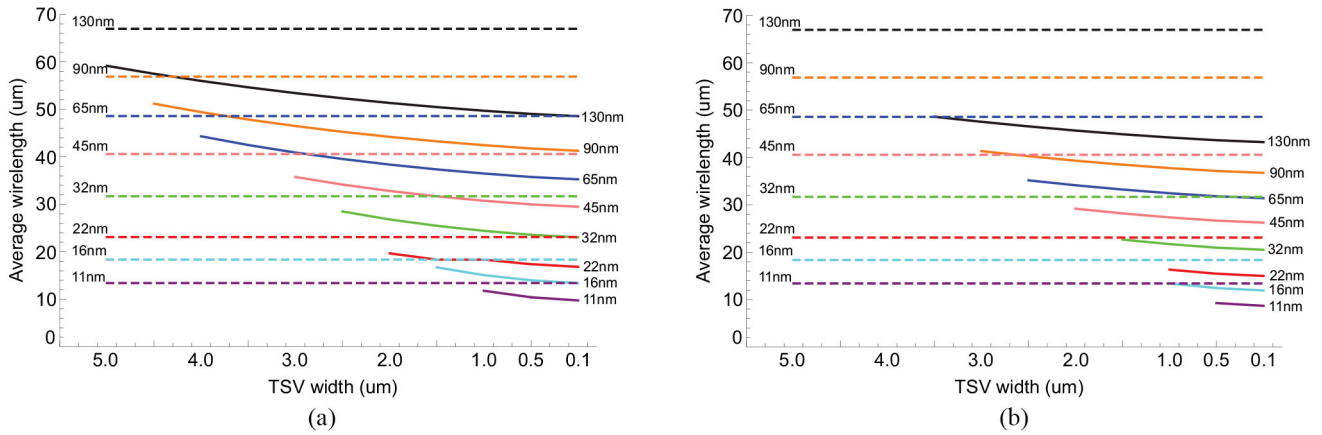 70
60
50
40
30
20
10
0
Average wirelength (um)
130nm
90nm
65nm
45nm
32nm
22nm
16nm
11nm
130nm
90nm
65nm
45nm
32nm
22nm
16nm
11nm
5.0 4.0 3.0 2.0 1.0 0.5 0.1
TSV width (um)
(a)
70
60
50
40
30
20
10
0
Average wirelength (um)
130nm
90nm
65nm
45nm
32nm
22nm
16nm
11nm
130nm
90nm
65nm
45nm
32nm
22nm
16nm
11nm
5.0 4.0 3.0 2.0 1.0 0.5 0.1
TSV width (um)
(b)